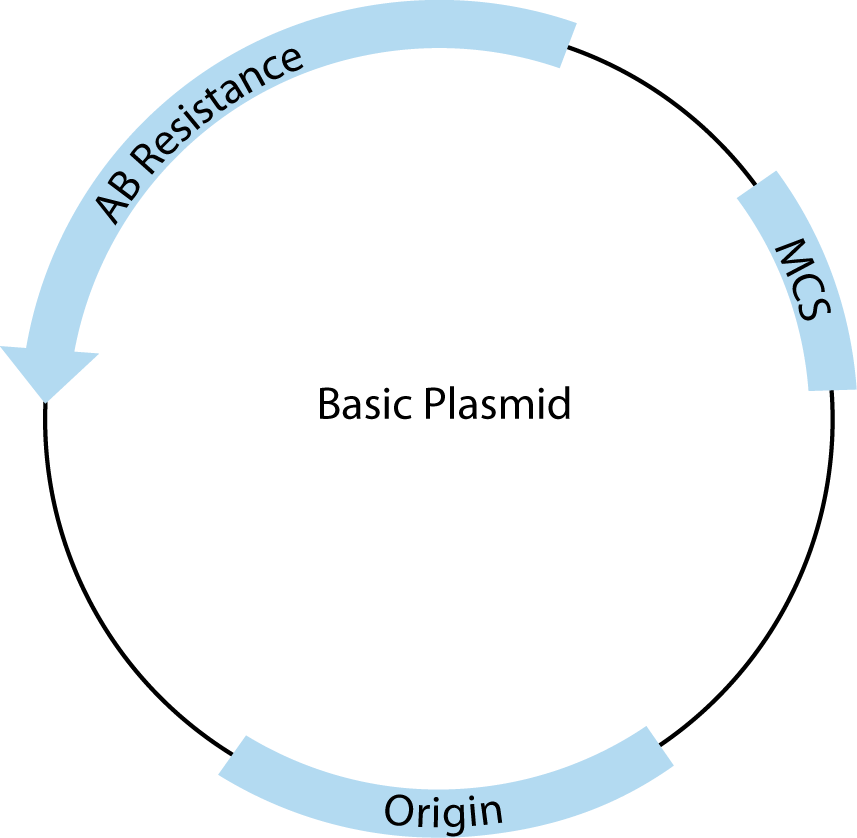 AB Resistance
MCS
Basic Plasmid
Origin